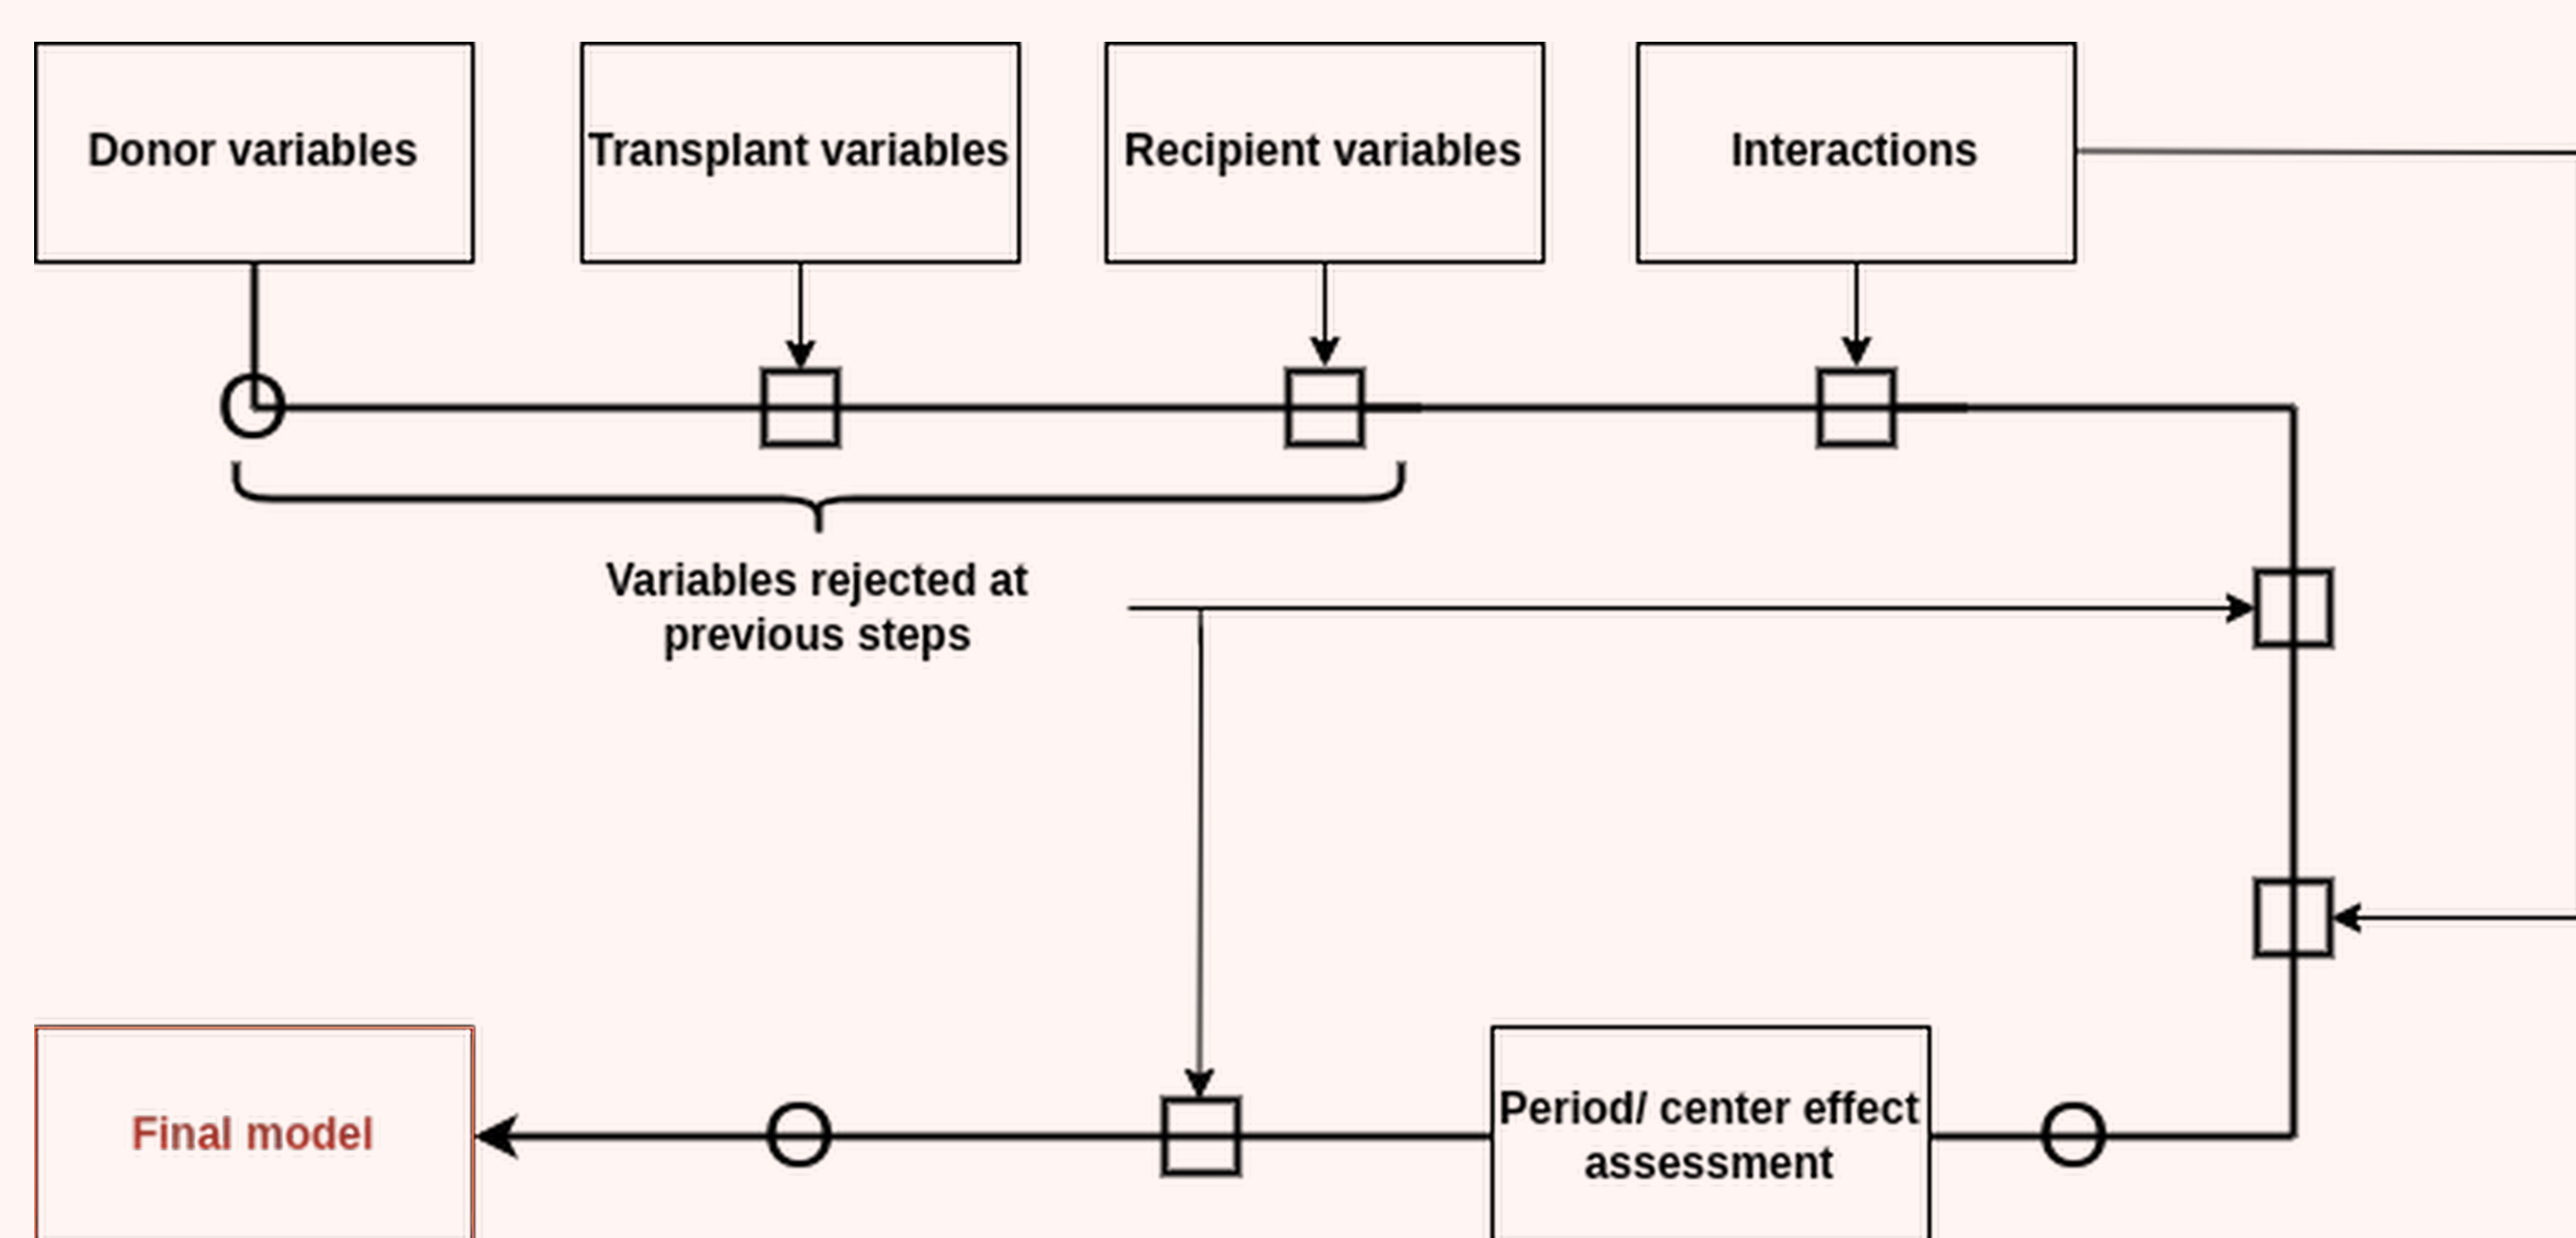 Donor variables
Transplant variables
Recipient variables
Interactions
Variables rejected at
previous steps
Final model
Period/ center effect
assessment